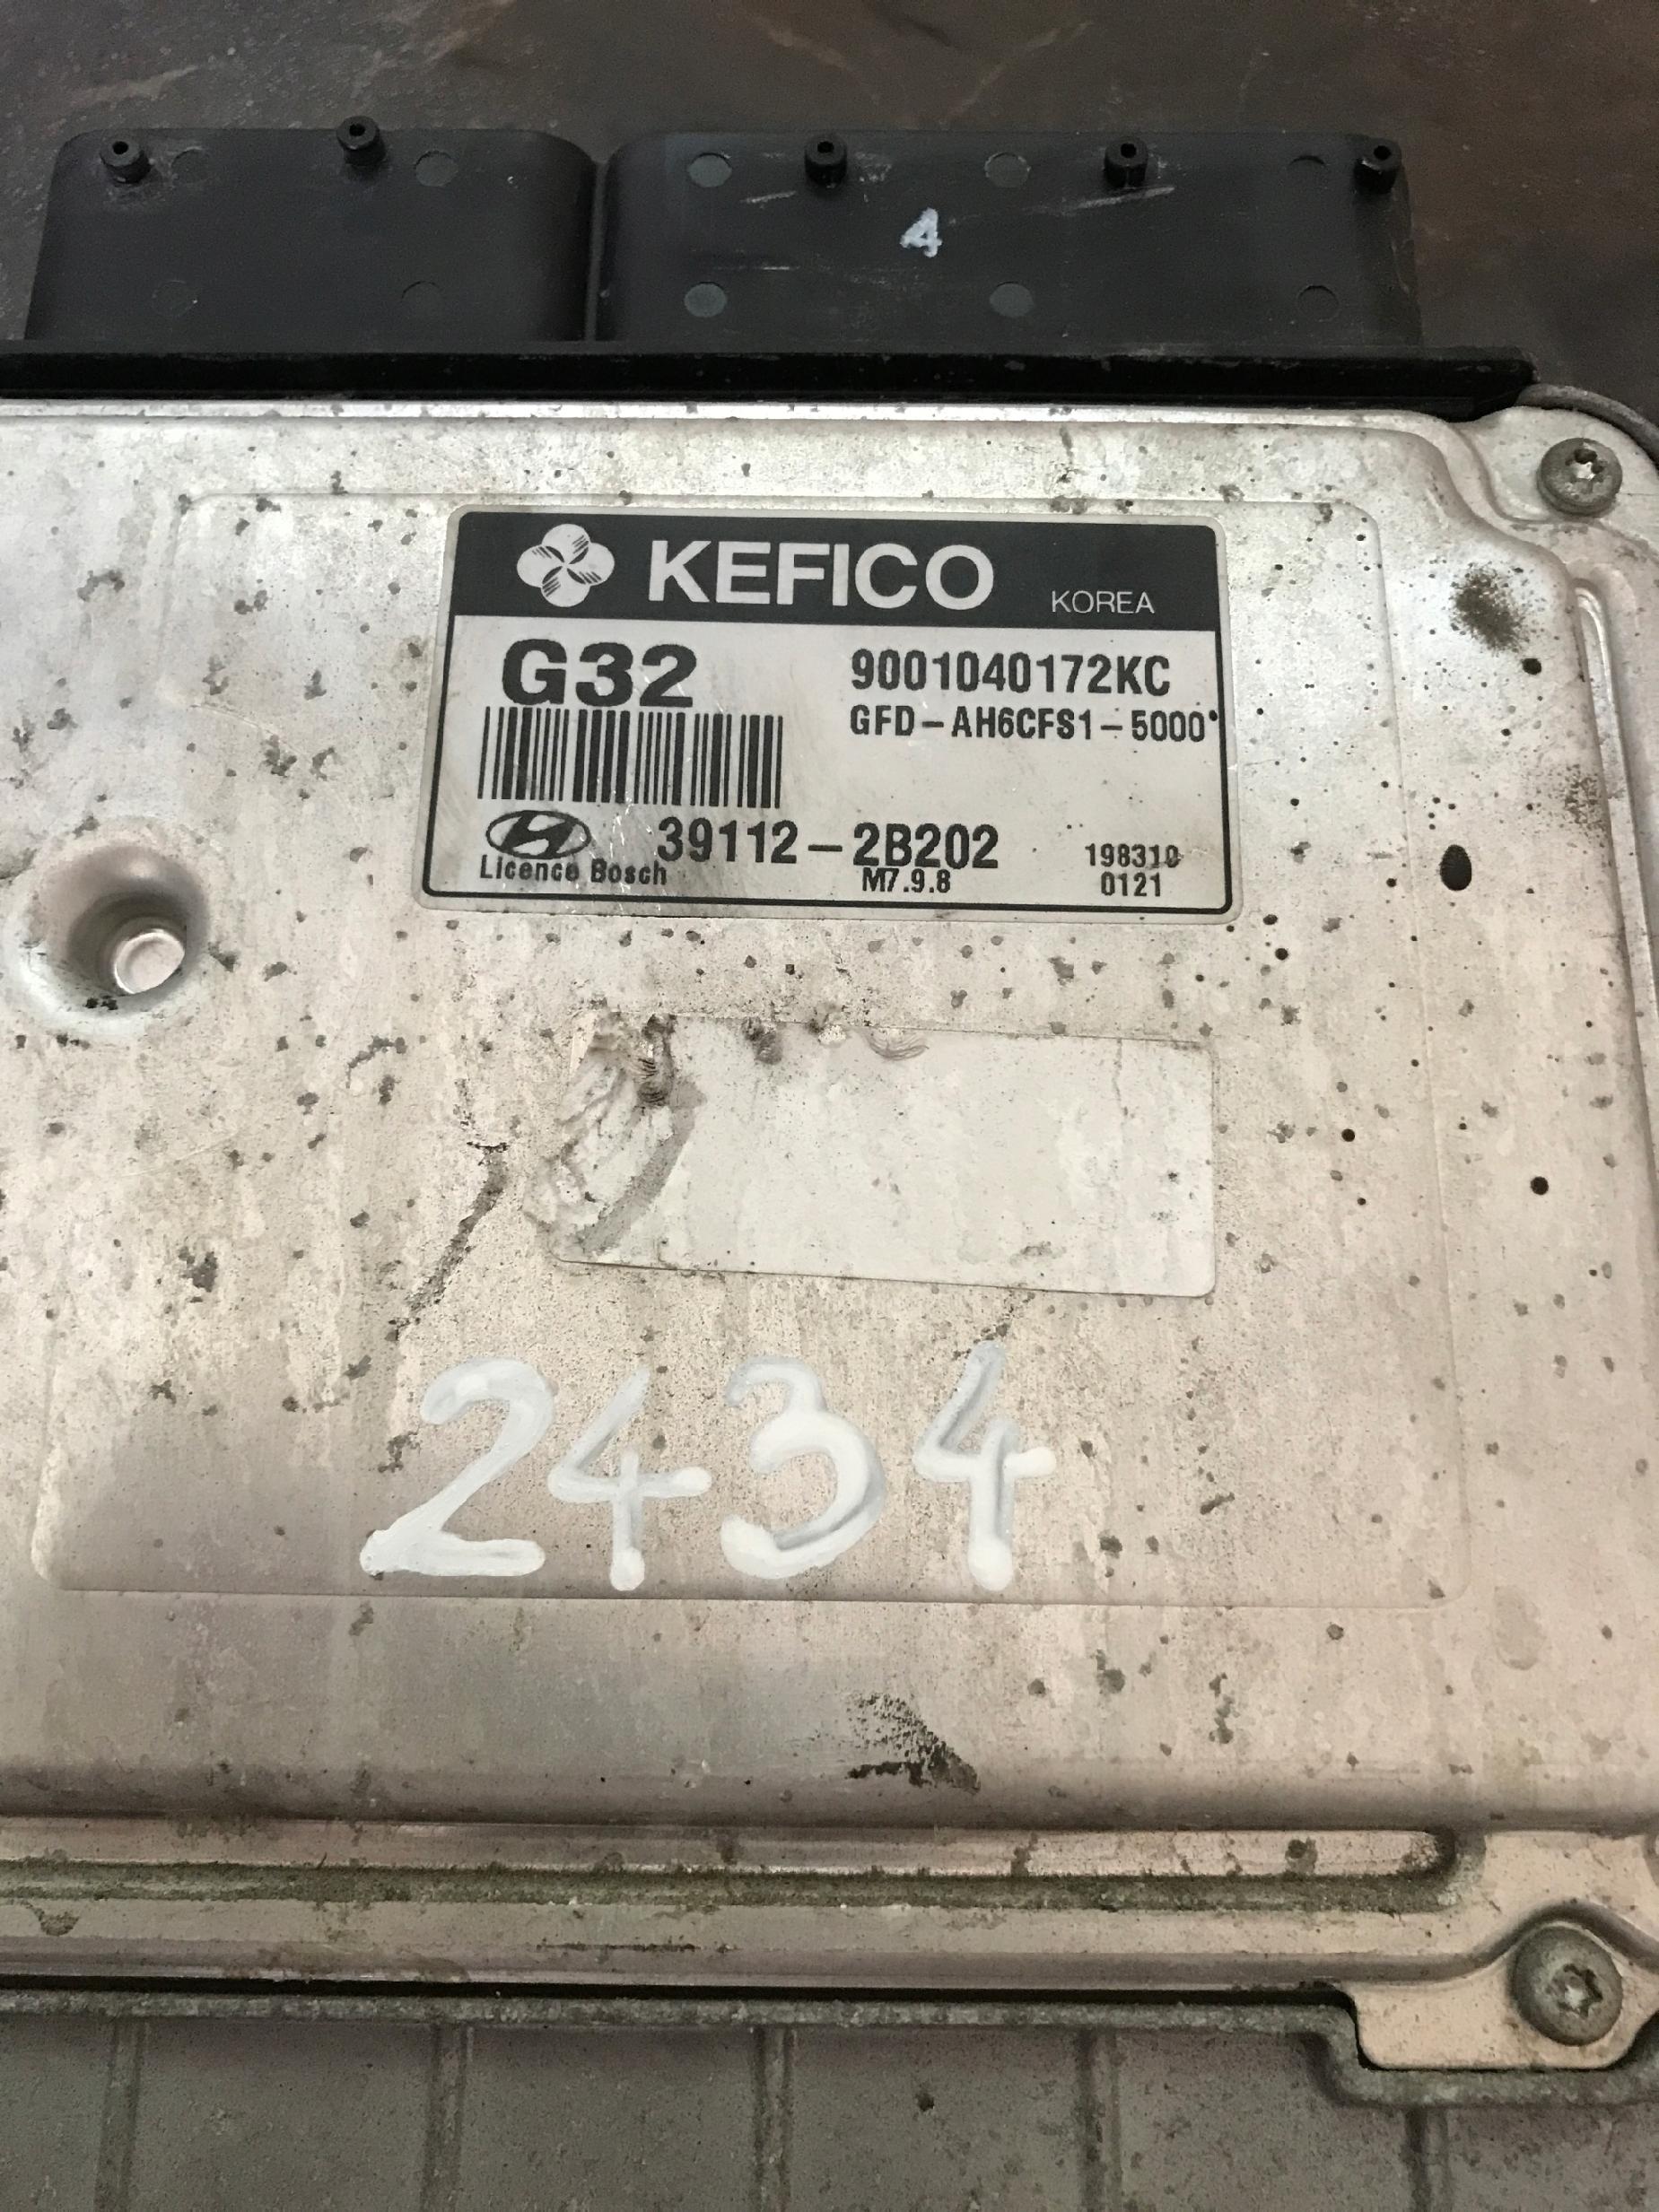 4
KEFICO KOREA
G32 9001040172KC
GFD-AH6CFS1-5000
39112-2B202 198310
Licence Bosch M7.9.8 0121
2434